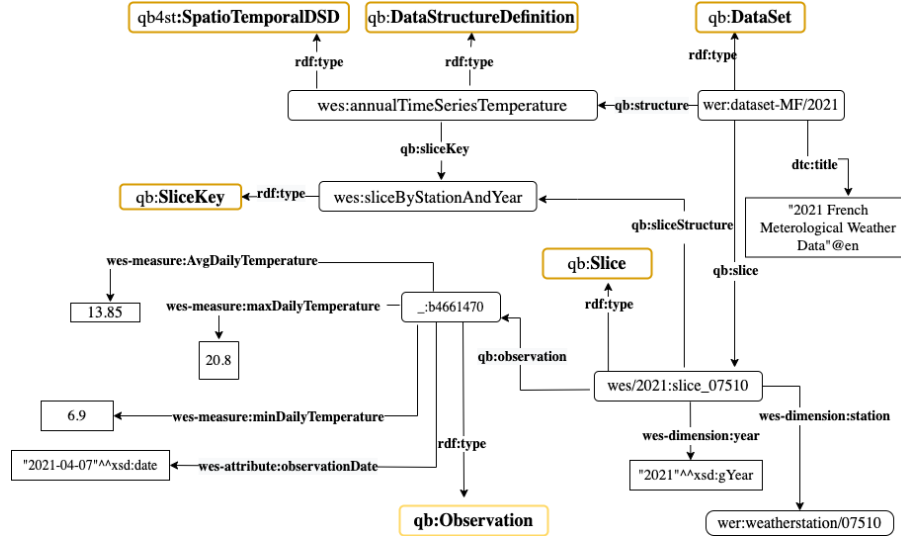 qb4st:SpatioTemporalDSD
qb:DataStructureDefinition
qb:DataSet
rdf:type
rdf:type
rdf:type
wes:annualTimeSeriesTemperature
qb:structure
wer:dataset-MF/2021
qb:sliceKey
dtc:title
qb:SliceKey
rdf:type
wes:sliceByStationAndYear
"2021 French
Meterological Weather
Data"@en
qb:sliceStructure
wes-measure:AvgDailyTemperature
qb:Slice
qb:slice
13.85
wes-measure:maxDailyTemperature
_:b4661470
rdf:type
20.8
qb:observation
wes/2021:slice_07510
6.9
wes-measure:minDailyTemperature
wes-dimension:year
wes-dimension:station
rdf:type
"2021-04-07"^^xsd:date
wes-attribute:observationDate
"2021"^^xsd:gYear
qb:Observation
wer:weatherstation/07510